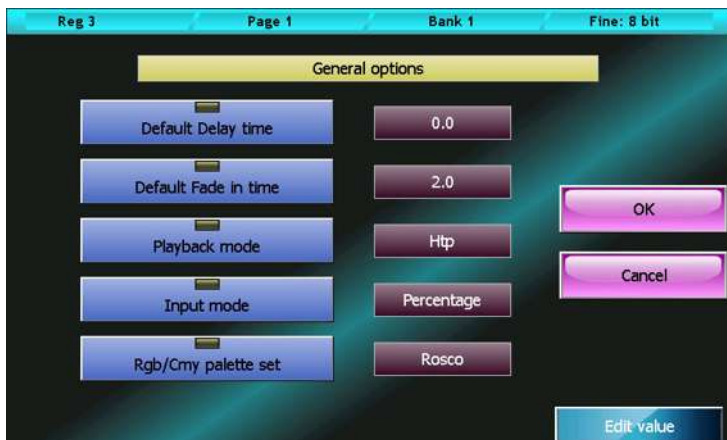 Reg 3 Page 1 Bank 1 Fine: 8 bit
General options
Default Delay time 0.0
Default Fade in time 2.0
OK
Playback mode Htp
Cancel
Input mode Percentage
Rgb/Cmy palette set Rosco
Edit value